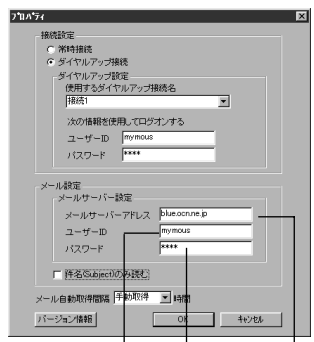 プロパティ
接続設定
常時接続
ダイヤルアップ接続
ダイヤルアップ設定
使用するダイヤルアップ接続名
接続1
次の情報を使用してログオンする
ユーザーID mymous
パスワード ****
メール設定
メールサーバー設定
メールサーバーアドレス blue.ocn.ne.jp
ユーザーID mymous
パスワード ****
件名(Subject)のみ読む
メール自動取得間隔 手動取得 時間
バージョン情報 OK キャンセル